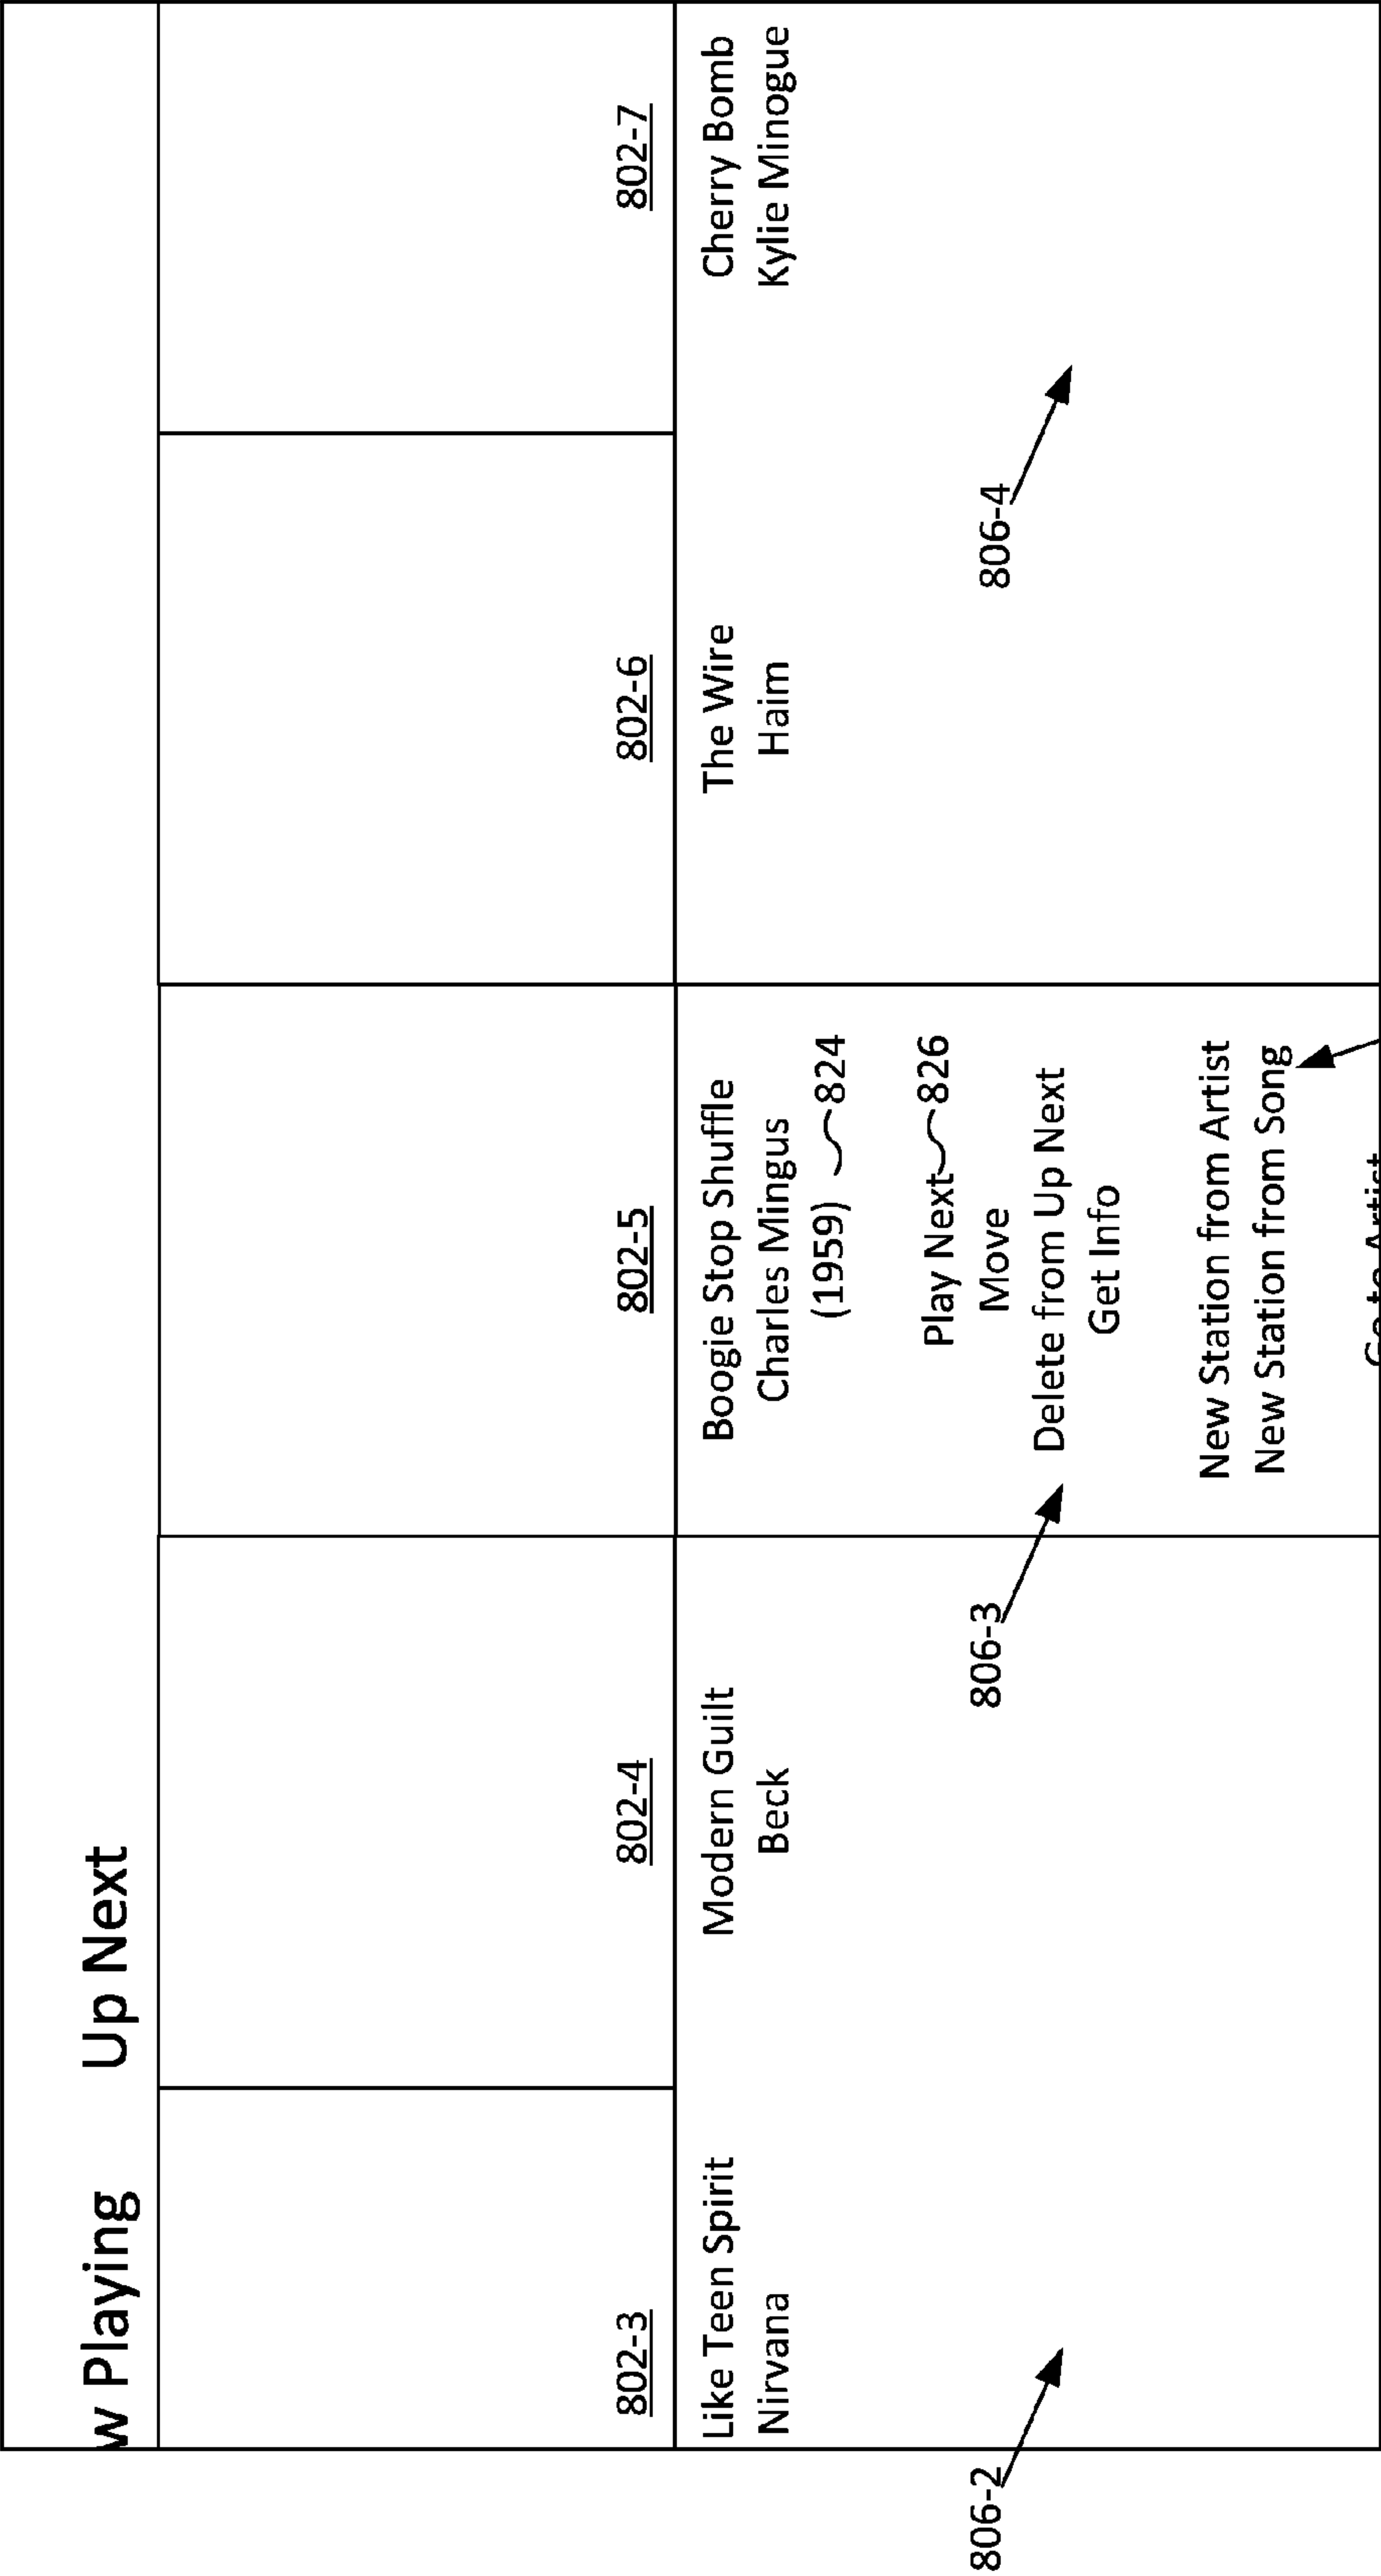 w Playing Up Next
802-3
802-4
802-5
802-6
802-7
Like Teen Spirit
Nirvana
Modern Guilt
Beck
Boogie Stop Shuffle
Charles Mingus
(1959) 824
Play Next 826
Move
Delete from Up Next
Get Info
New Station from Artist
New Station from Song
Go to Artist
The Wire
Haim
Cherry Bomb
Kylie Minogue
806-2
806-3
806-4